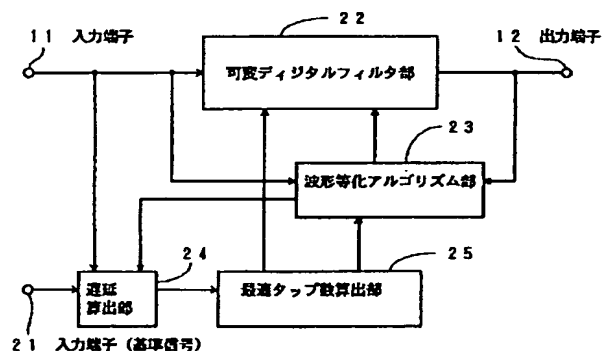 22
11 入力端子
12 出力端子
可変ディジタルフィルタ部
23
波形等化アルゴリズム部
24
25
遅延
算出部
最適タップ数算出部
21 入力端子(基準信号)